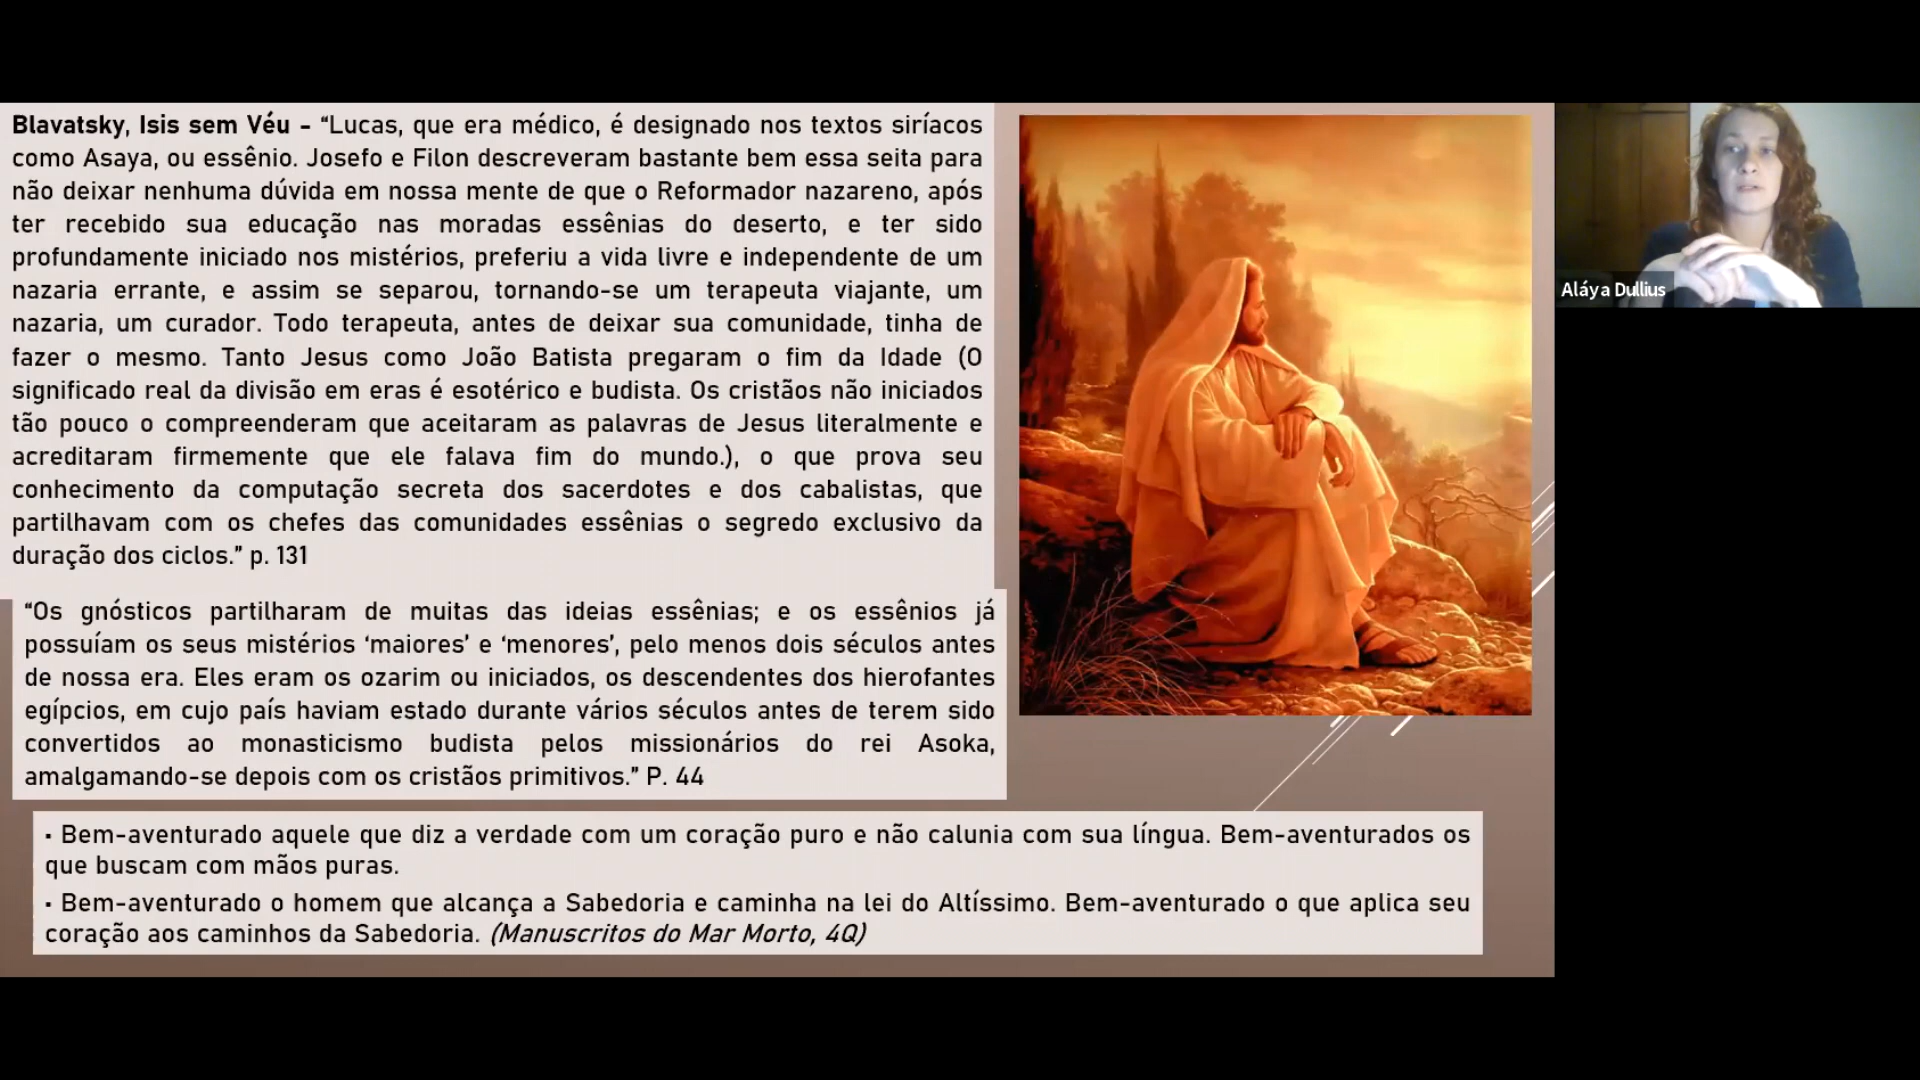 Blavatsky, Isis sem Véu - “Lucas, que era médico, é designado nos textos siríacos
como Asaya, ou essênio. Josefo e Filon descreveram bastante bem essa seita para
não deixar nenhuma dúvida em nossa mente de que o Reformador nazareno, após
ter recebido sua educação nas moradas essênias do deserto, e ter sido
profundamente iniciado nos mistérios, preferiu a vida livre e independente de um
nazaria errante, e assim se separou, tornando-se um terapeuta viajante, um
nazaria, um curador. Todo terapeuta, antes de deixar sua comunidade, tinha de
fazer o mesmo. Tanto Jesus como João Batista pregaram o fim da Idade (O
significado real da divisão em eras é esotérico e budista. Os cristãos não iniciados
tão pouco o compreenderam que aceitaram as palavras de Jesus literalmente e
acreditaram firmemente que ele falava fim do mundo.), o que prova seu
conhecimento da computação secreta dos sacerdotes e dos cabalistas, que
partilhavam com os chefes das comunidades essênias o segredo exclusivo da
duração dos ciclos.” p. 131
“Os gnósticos partilharam de muitas das ideias essênias; e os essênios já
possuíam os seus mistérios ‘maiores’ e ‘menores’, pelo menos dois séculos antes
de nossa era. Eles eram os ozarim ou iniciados, os descendentes dos hierofantes
egípcios, em cujo país haviam estado durante vários séculos antes de terem sido
convertidos ao monasticismo budista pelos missionários do rei Asoka,
amalgamando-se depois com os cristãos primitivos.” P. 44
▪ Bem-aventurado aquele que diz a verdade com um coração puro e não calunia com sua língua. Bem-aventurados os
que buscam com mãos puras.
▪ Bem-aventurado o homem que alcança a Sabedoria e caminha na lei do Altíssimo. Bem-aventurado o que aplica seu
coração aos caminhos da Sabedoria. (Manuscritos do Mar Morto, 4Q)
Aláya Dullius